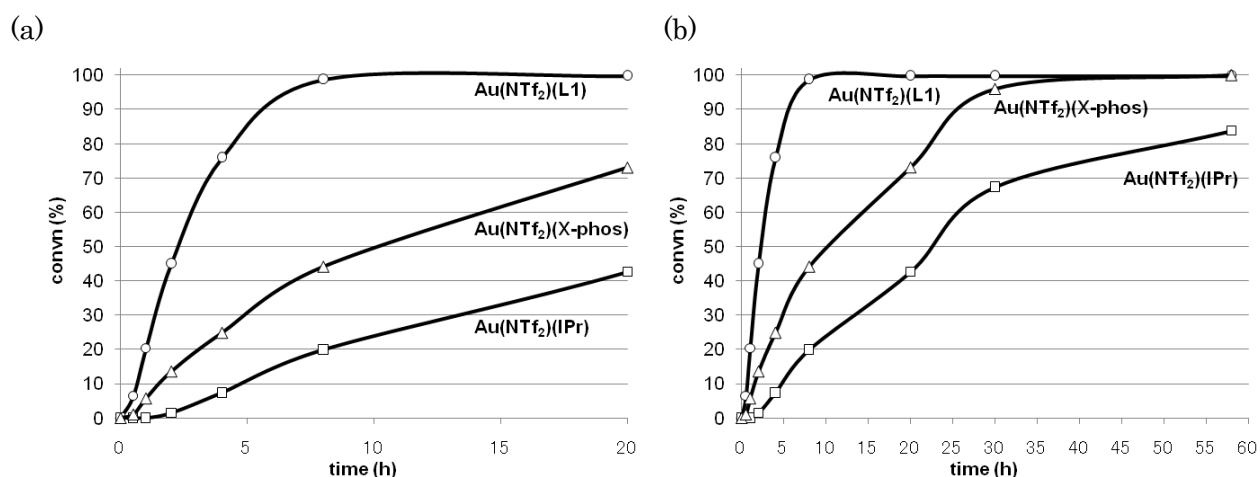 (a)
convn (%)
100
90
80
70
60
50
40
30
20
10
0
Au(NTf₂)(L1)
Au(NTf₂)(X-phos)
Au(NTf₂)(IPr)
0 5 10 15 20
time (h)
(b)
convn (%)
100
90
80
70
60
50
40
30
20
10
0
Au(NTf₂)(L1)
Au(NTf₂)(X-phos)
Au(NTf₂)(IPr)
0 5 10 15 20 25 30 35 40 45 50 55 60
time (h)